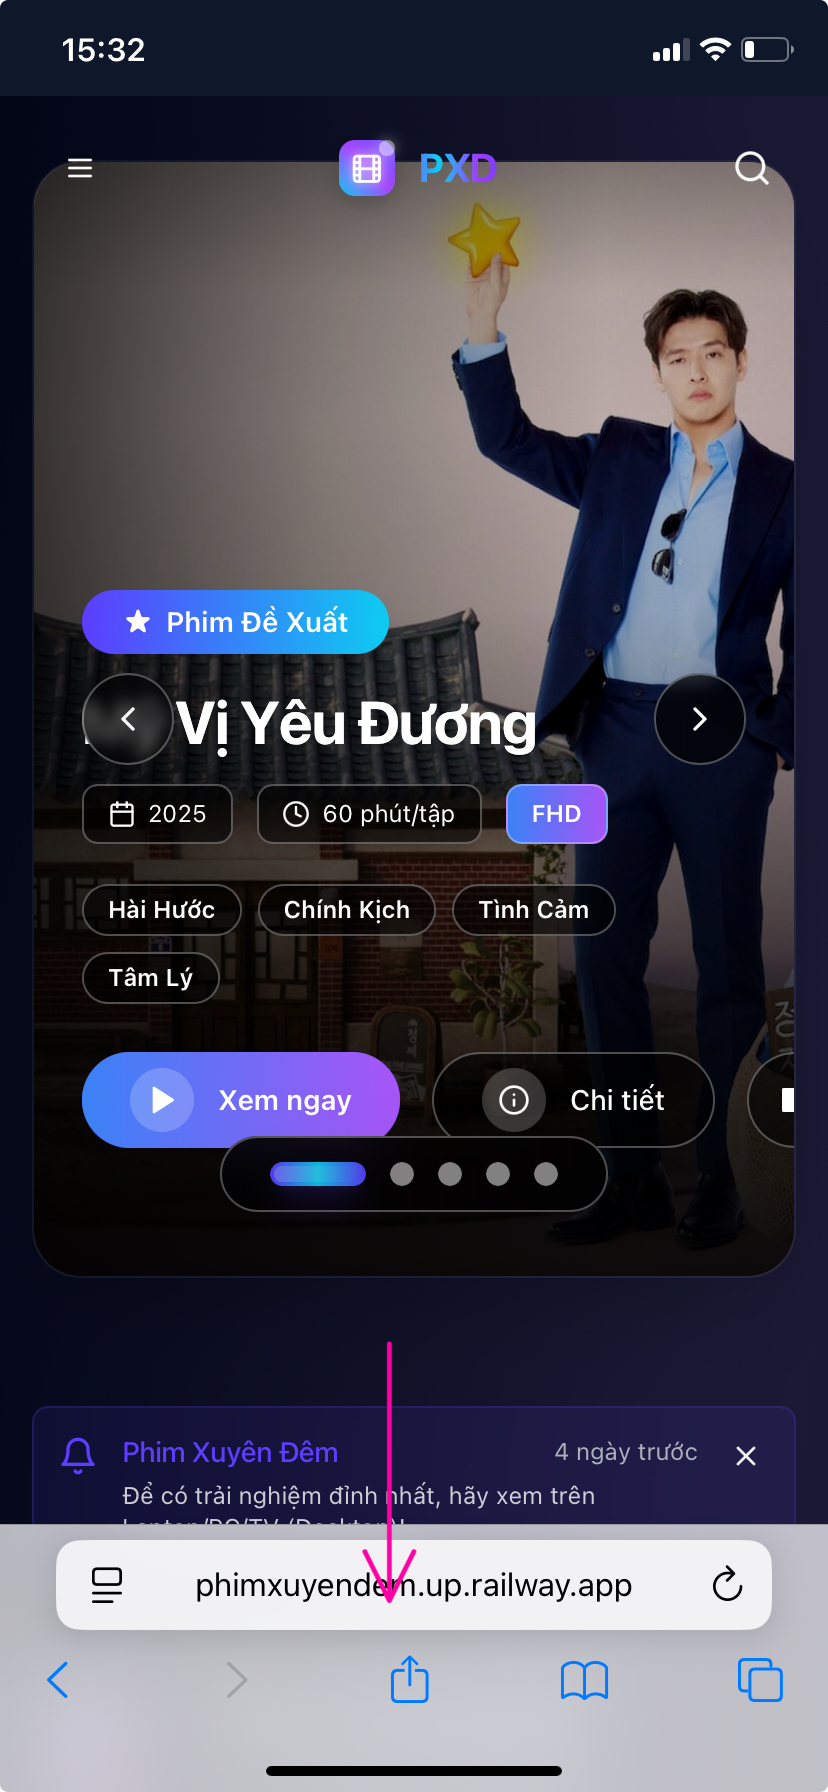 15:32
PXD
Phim Đề Xuất
Vị Yêu Đương
2025
60 phút/tập
FHD
Hài Hước
Chính Kịch
Tình Cảm
Tâm Lý
Xem ngay
Chi tiết
Phim Xuyên Đêm
4 ngày trước
Để có trải nghiệm đỉnh nhất, hãy xem trên
phimxuyendem.up.railway.app